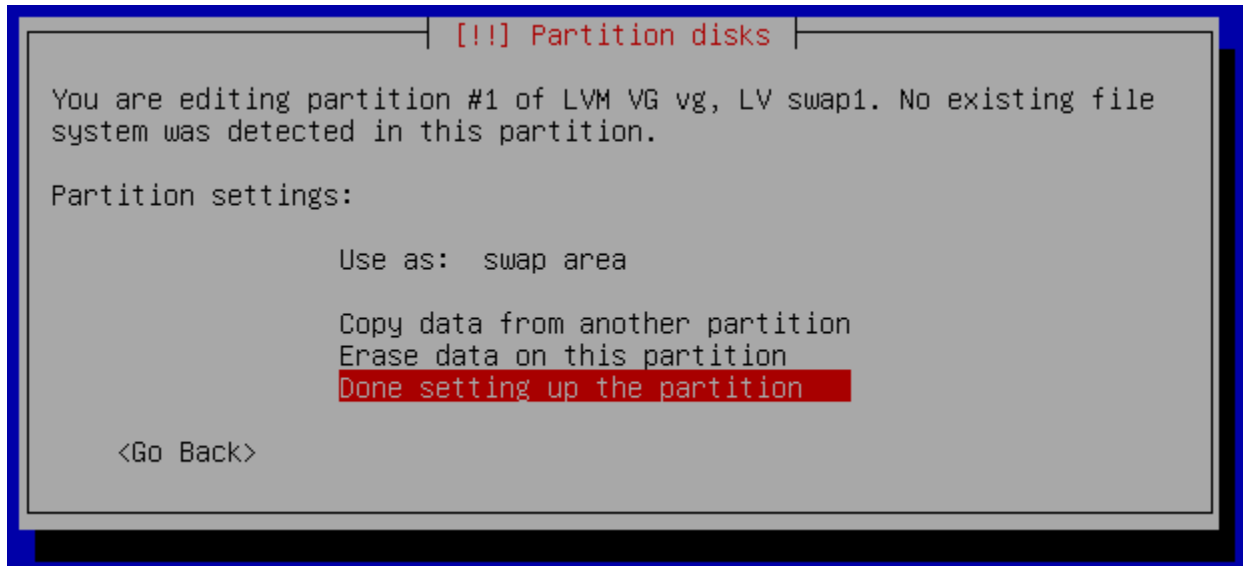 [!!] Partition disks
You are editing partition #1 of LVM VG vg, LV swap1. No existing file
system was detected in this partition.
Partition settings:
Use as:  swap area
Copy data from another partition
Erase data on this partition
Done setting up the partition
<Go Back>